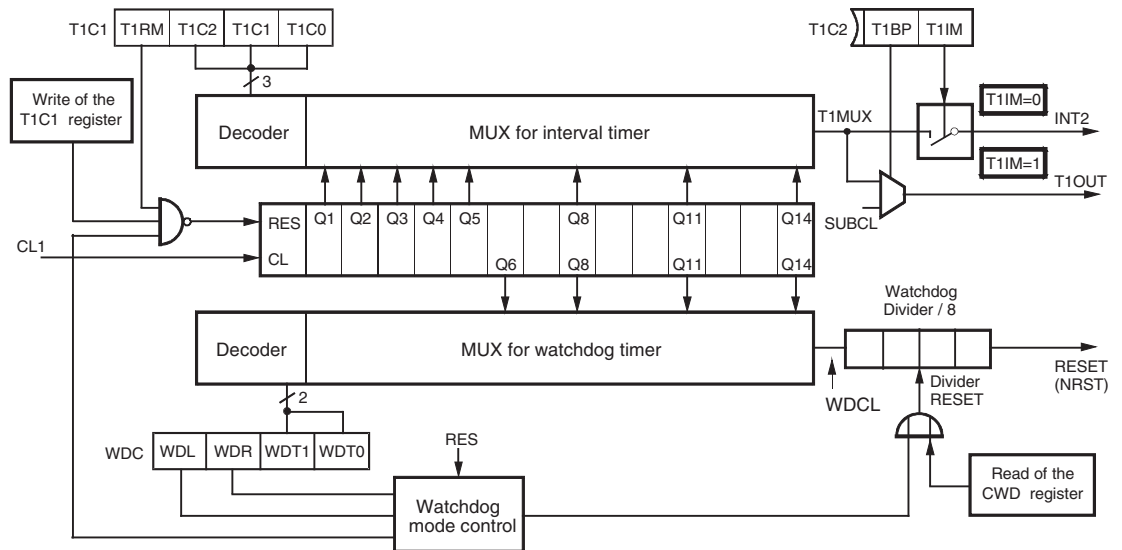 T1C1 T1RM T1C2 T1C1 T1C0
T1C2 T1BP T1IM
3
Write of the
T1C1 register
Decoder
MUX for interval timer
T1MUX
T1IM=0
INT2
T1IM=1
T1OUT
SUBCL
RES
Q1 Q2 Q3 Q4 Q5 Q8 Q11 Q14
CL1
CL
Q6 Q8 Q11 Q14
Watchdog
Divider / 8
Decoder
MUX for watchdog timer
RESET
(NRST)
Divider
RESET
WDCL
2
WDC WDL WDR WDT1 WDT0
RES
Read of the
CWD register
Watchdog
mode control